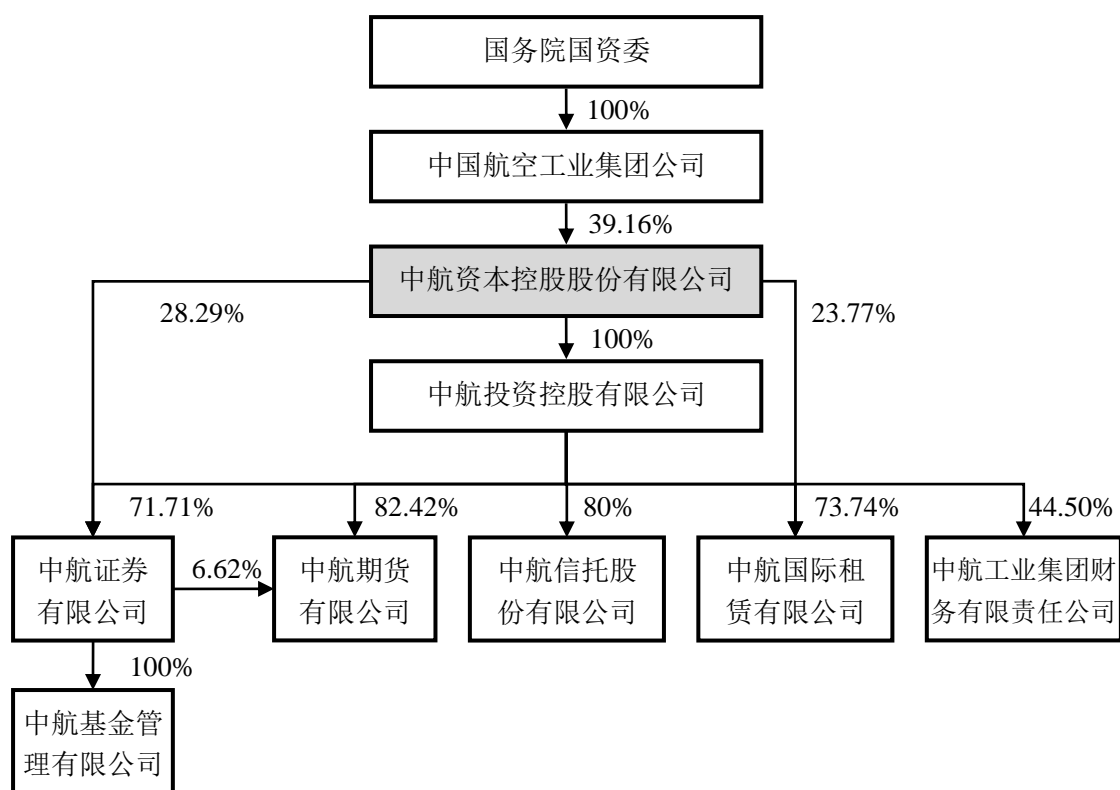 国务院国资委
100%
中国航空工业集团公司
39.16%
中航资本控股股份有限公司
28.29%
23.77%
100%
中航投资控股有限公司
71.71%
82.42%
80%
73.74%
44.50%
中航证券
有限公司
6.62%
中航期货
有限公司
中航信托股
份有限公司
中航国际租
赁有限公司
中航工业集团财
务有限责任公司
100%
中航基金管
理有限公司